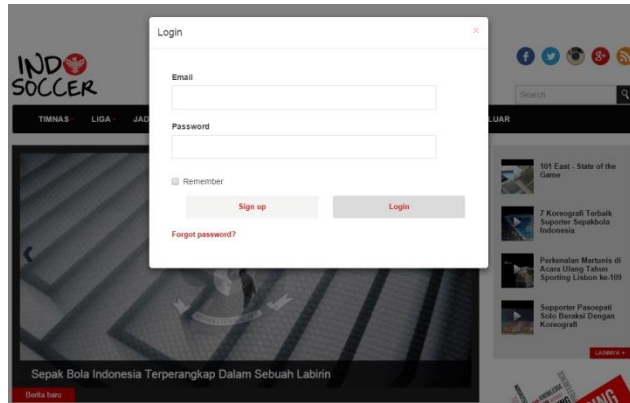 Login
×
INDO
SOCCER
Email
Password
Remember
Sign up
Login
Forgot password?
Search
TIMNAS
LIGA
JAD
LUAR
101 East - State of the
Game
7 Koreografi Terbaik
Suporter Sepakbola
Indonesia
Perkenalan Martunis di
Acara Ulang Tahun
Sporting Lisbon ke-109
Supporter Pasoepati
Solo Beraksi Dengan
Koreografi
LAINNYA +
Sepak Bola Indonesia Terperangkap Dalam Sebuah Labirin
Berita baru